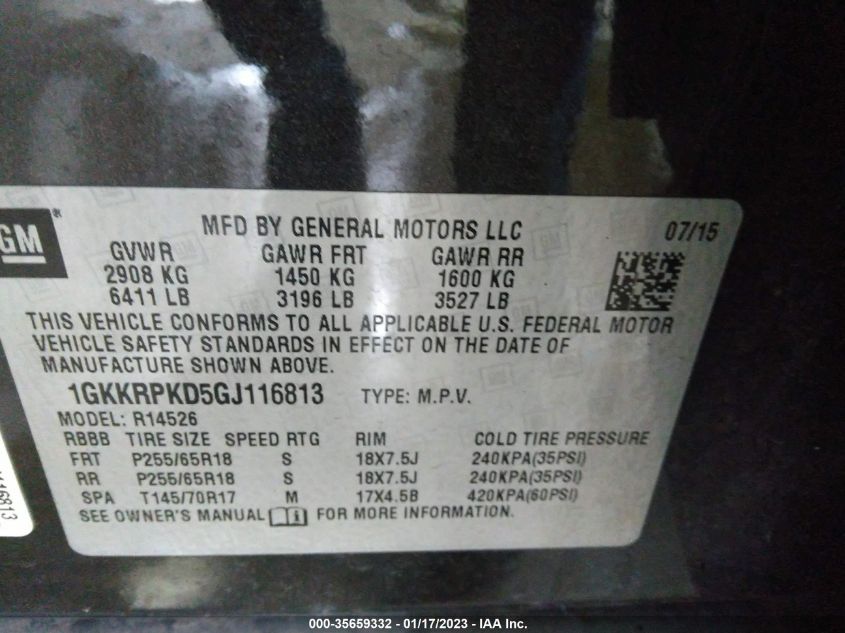 GM
MFD BY GENERAL MOTORS LLC 07/15
GVWR GAWR FRT GAWR RR
2908 KG 1450 KG 1600 KG
6411 LB 3196 LB 3527 LB
THIS VEHICLE CONFORMS TO ALL APPLICABLE U.S. FEDERAL MOTOR
VEHICLE SAFETY STANDARDS IN EFFECT ON THE DATE OF
MANUFACTURE SHOWN ABOVE.
1GKKRPKD5GJ116813 TYPE: M.P.V.
MODEL: R14526
RBBB TIRE SIZE SPEED RTG RIM COLD TIRE PRESSURE
FRT P255/65R18 S 18X7.5J 240KPA(35PSI)
RR P255/65R18 S 18X7.5J 240KPA(35PSI)
SPA T145/70R17 M 17X4.5B 420KPA(60PSI)
SEE OWNER'S MANUAL FOR MORE INFORMATION.
116813
000-35659332 - 01/17/2023 - IAA Inc.